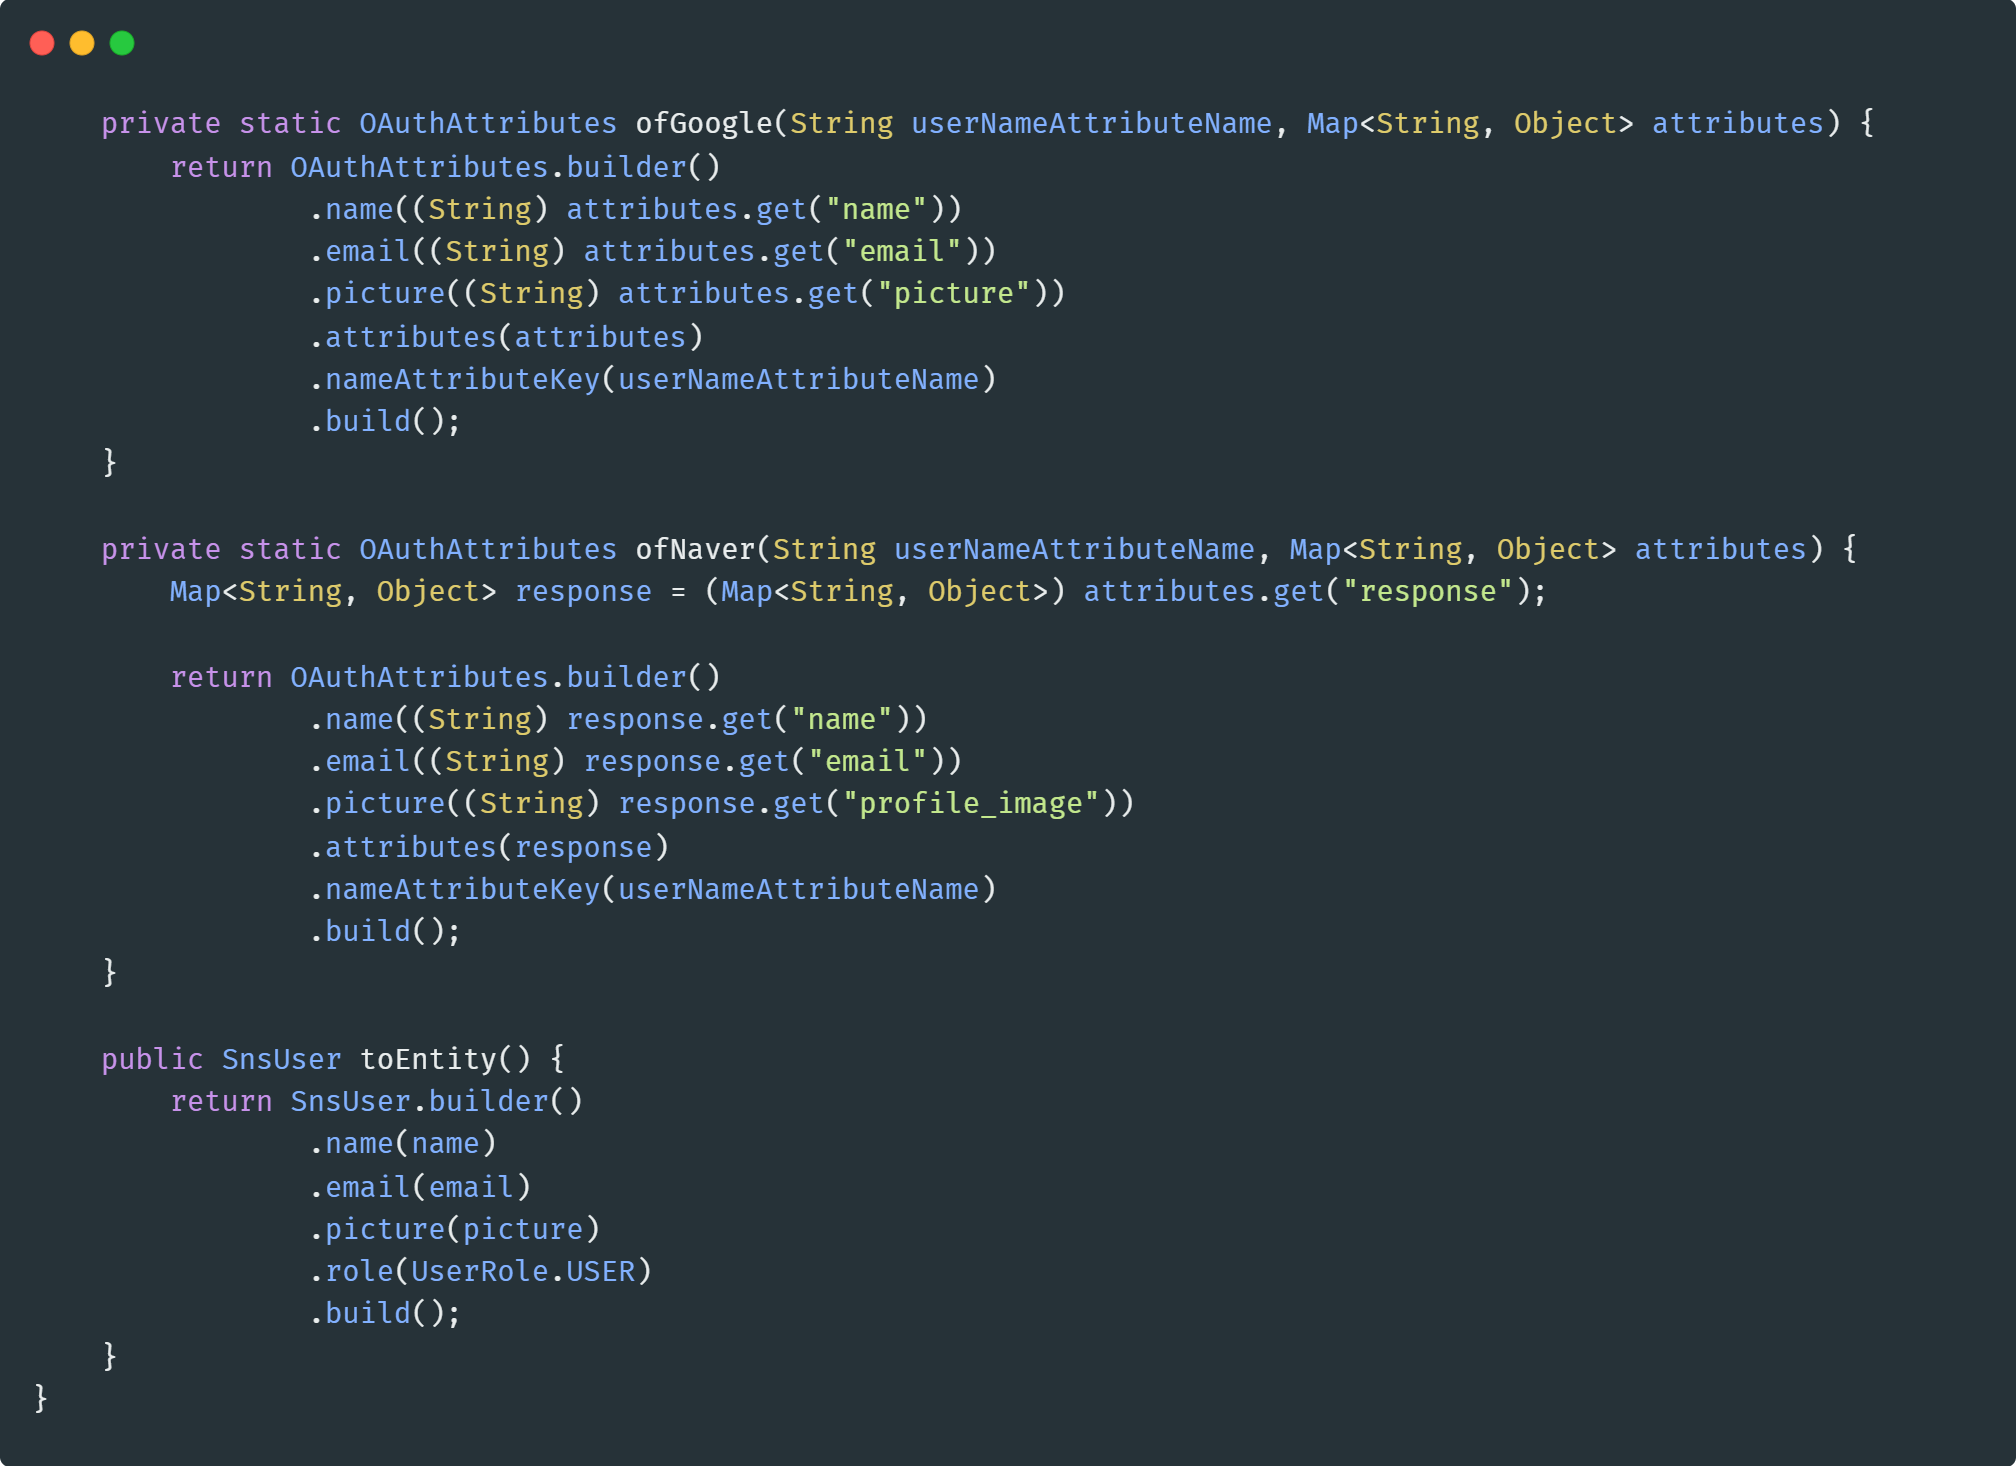 private static OAuthAttributes ofGoogle(String userNameAttributeName, Map<String, Object> attributes) {
        return OAuthAttributes.builder()
                .name((String) attributes.get("name"))
                .email((String) attributes.get("email"))
                .picture((String) attributes.get("picture"))
                .attributes(attributes)
                .nameAttributeKey(userNameAttributeName)
                .build();
    }

    private static OAuthAttributes ofNaver(String userNameAttributeName, Map<String, Object> attributes) {
        Map<String, Object> response = (Map<String, Object>) attributes.get("response");

        return OAuthAttributes.builder()
                .name((String) response.get("name"))
                .email((String) response.get("email"))
                .picture((String) response.get("profile_image"))
                .attributes(response)
                .nameAttributeKey(userNameAttributeName)
                .build();
    }

    public SnsUser toEntity() {
        return SnsUser.builder()
                .name(name)
                .email(email)
                .picture(picture)
                .role(UserRole.USER)
                .build();
    }
}